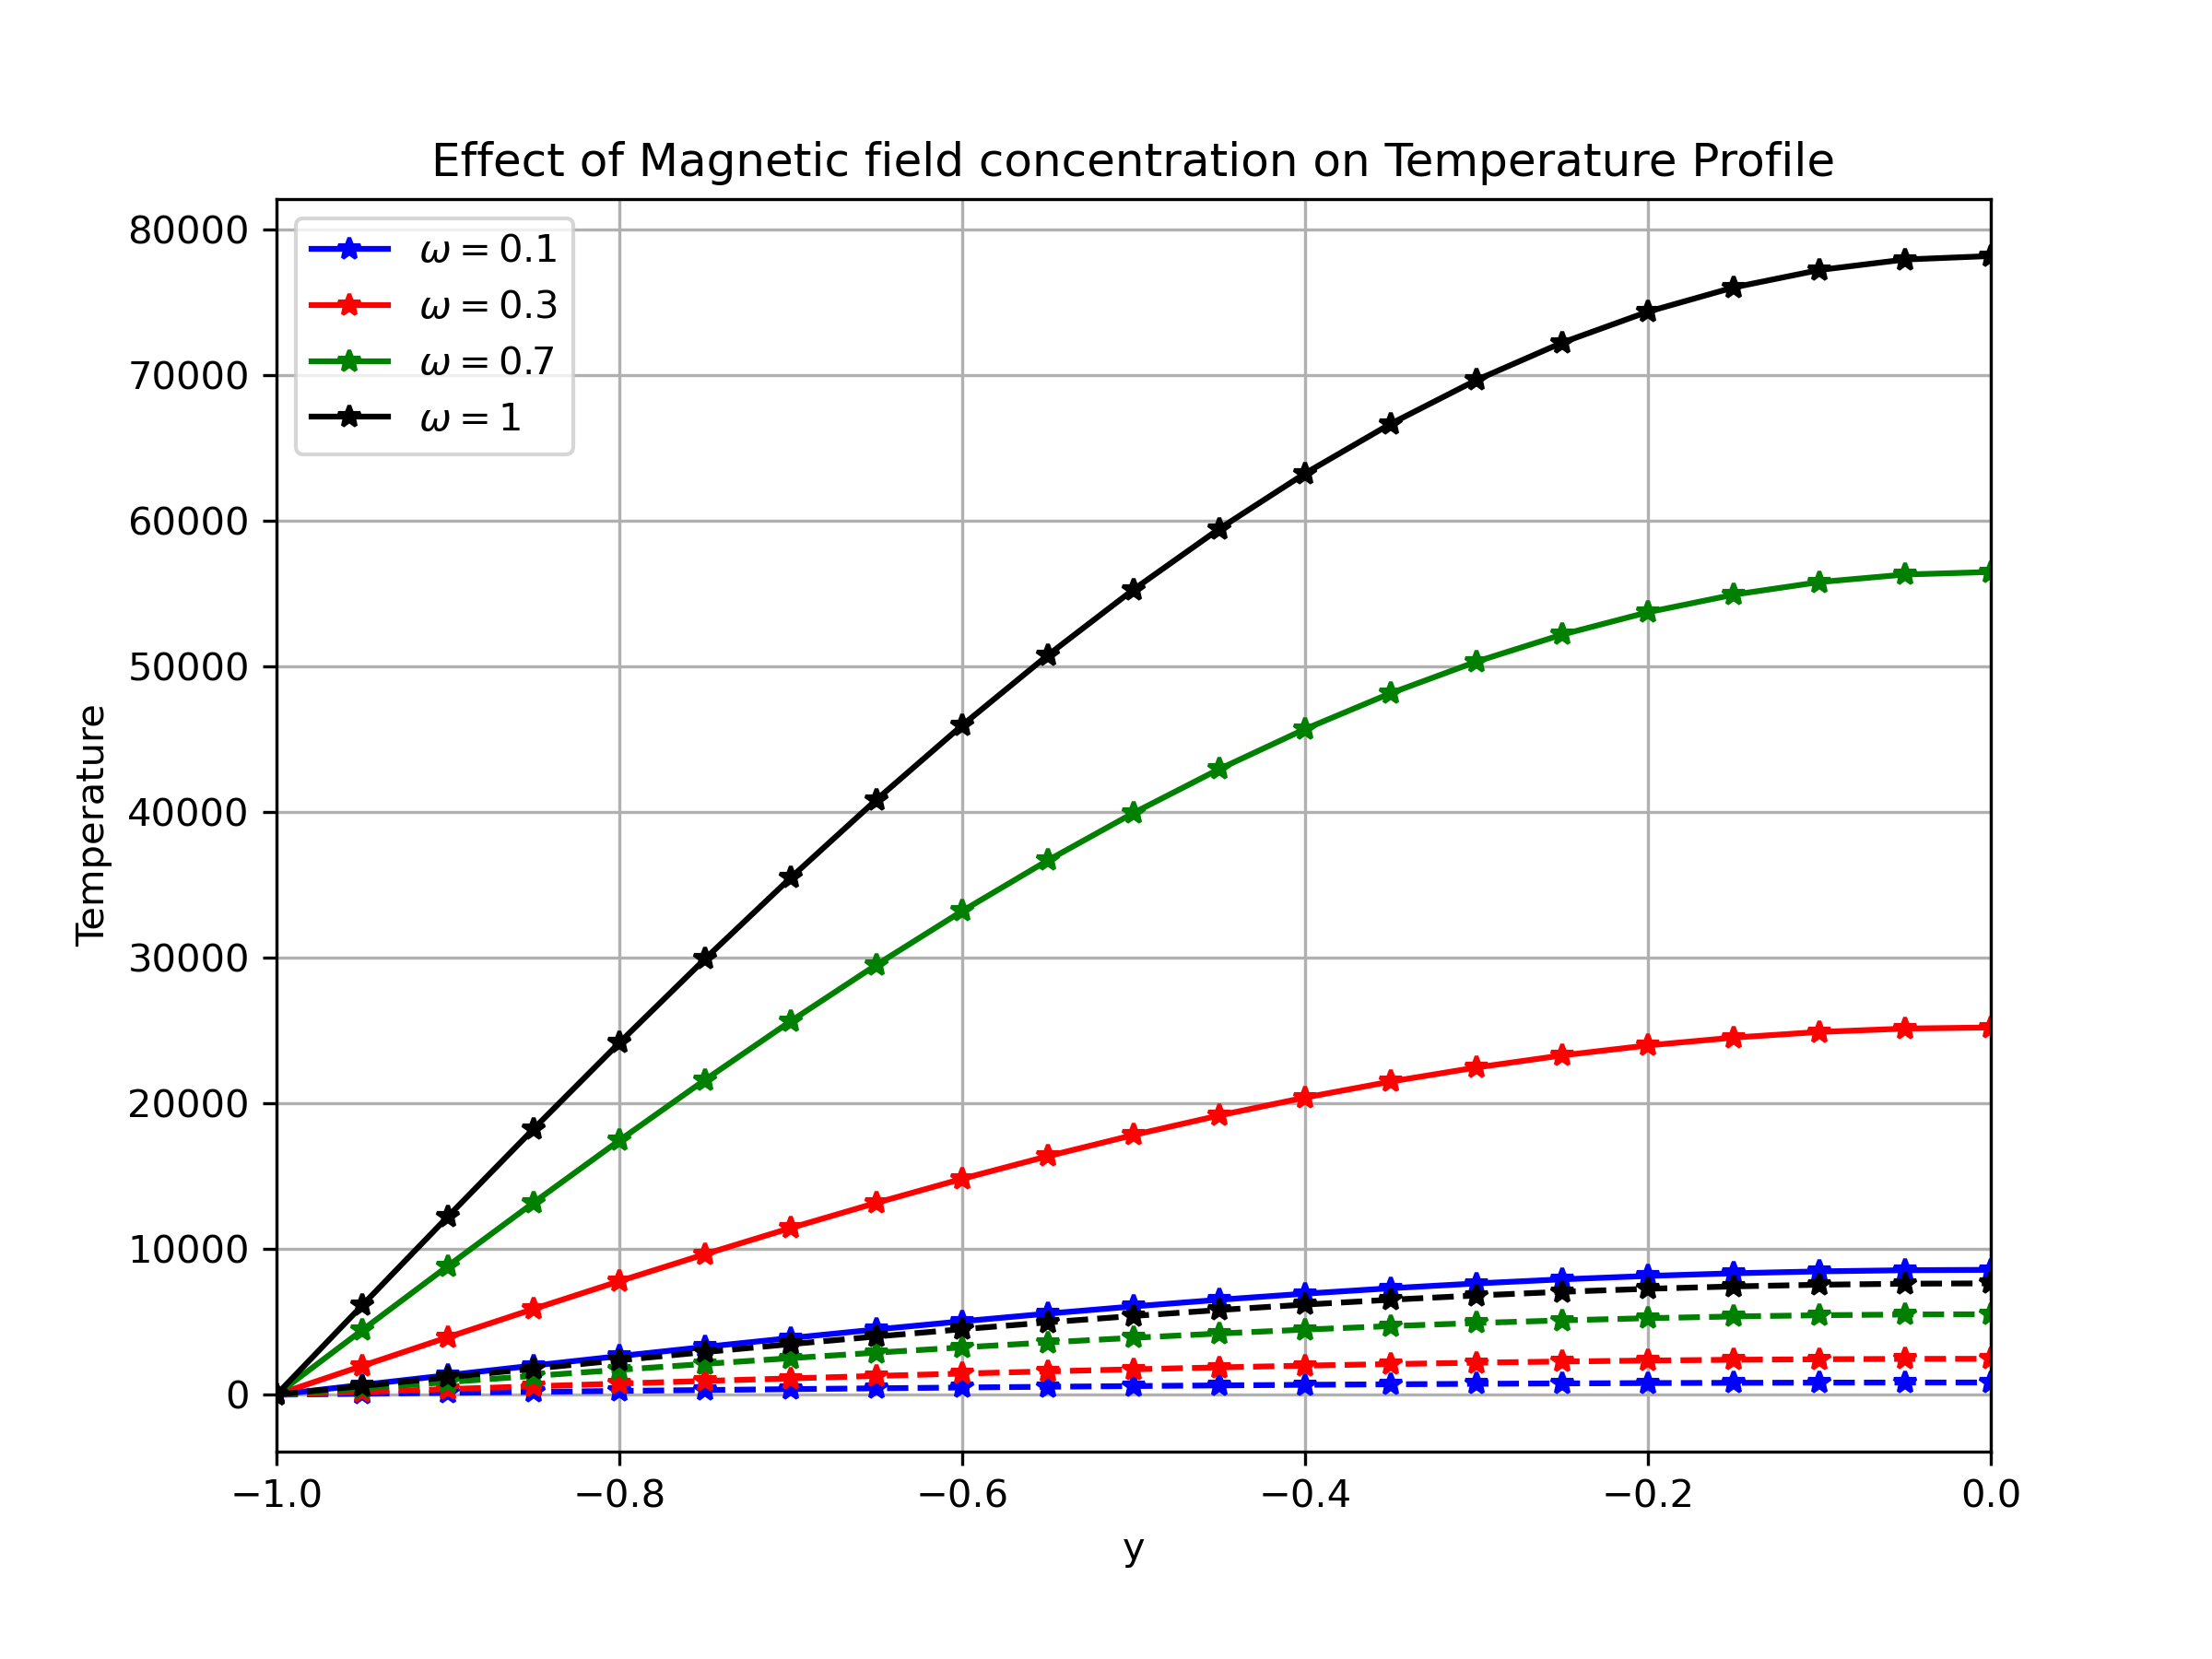 Effect of Magnetic field concentration on Temperature Profile
80000
70000
60000
50000
40000
30000
20000
10000
0
Temperature
ω = 0.1
ω = 0.3
ω = 0.7
ω = 1
−1.0 −0.8 −0.6 −0.4 −0.2 0.0
y